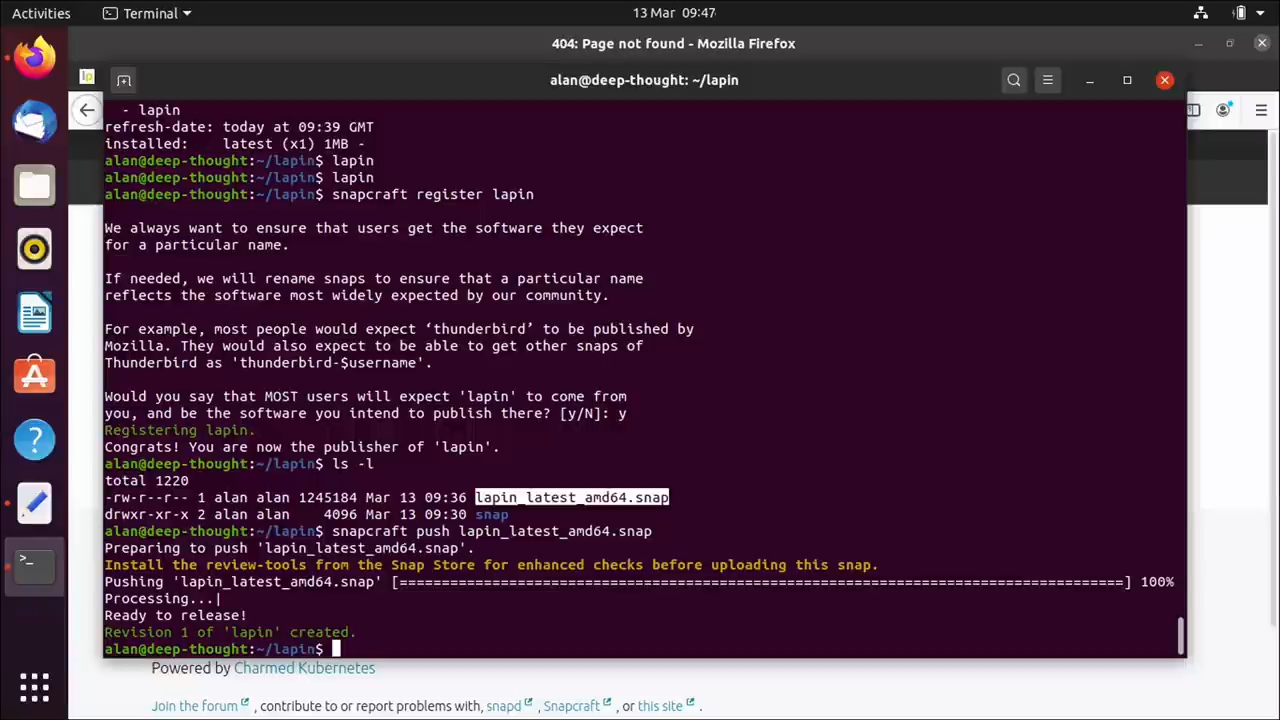 Activities
Terminal
13 Mar 09:47
404: Page not found - Mozilla Firefox
lp
alan@deep-thought: ~/lapin
- lapin
refresh-date: today at 09:39 GMT
installed:    latest (x1) 1MB -
alan@deep-thought:~/lapin$ lapin
alan@deep-thought:~/lapin$ lapin
alan@deep-thought:~/lapin$ snapcraft register lapin
We always want to ensure that users get the software they expect
for a particular name.
If needed, we will rename snaps to ensure that a particular name
reflects the software most widely expected by our community.
For example, most people would expect ‘thunderbird’ to be published by
Mozilla. They would also expect to be able to get other snaps of
Thunderbird as 'thunderbird-$username'.
Would you say that MOST users will expect 'lapin' to come from
you, and be the software you intend to publish there? [y/N]: y
Registering lapin.
Congrats! You are now the publisher of 'lapin'.
alan@deep-thought:~/lapin$ ls -l
total 1220
-rw-r--r-- 1 alan alan 1245184 Mar 13 09:36 lapin_latest_amd64.snap
drwxr-xr-x 2 alan alan    4096 Mar 13 09:30 snap
alan@deep-thought:~/lapin$ snapcraft push lapin_latest_amd64.snap
Preparing to push 'lapin_latest_amd64.snap'.
Install the review-tools from the Snap Store for enhanced checks before uploading this snap.
Pushing 'lapin_latest_amd64.snap' [=======================================================================================] 100%
Processing...|
Ready to release!
Revision 1 of 'lapin' created.
alan@deep-thought:~/lapin$
Powered by Charmed Kubernetes
Join the forum , contribute to or report problems with, snapd , Snapcraft , or this site .